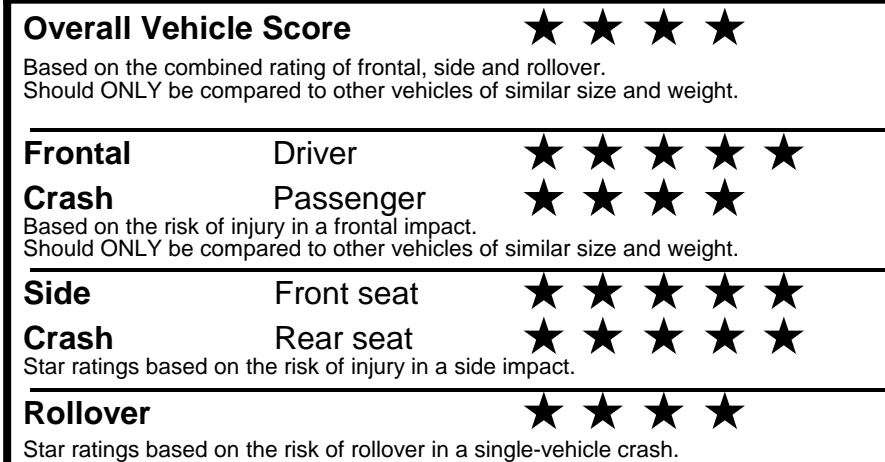 Overall Vehicle Score ★ ★ ★ ★
Based on the combined rating of frontal, side and rollover.
Should ONLY be compared to other vehicles of similar size and weight.
Frontal Driver ★ ★ ★ ★ ★
Crash Passenger ★ ★ ★ ★
Based on the risk of injury in a frontal impact.
Should ONLY be compared to other vehicles of similar size and weight.
Side Front seat ★ ★ ★ ★ ★
Crash Rear seat ★ ★ ★ ★ ★
Star ratings based on the risk of injury in a side impact.
Rollover ★ ★ ★ ★
Star ratings based on the risk of rollover in a single-vehicle crash.